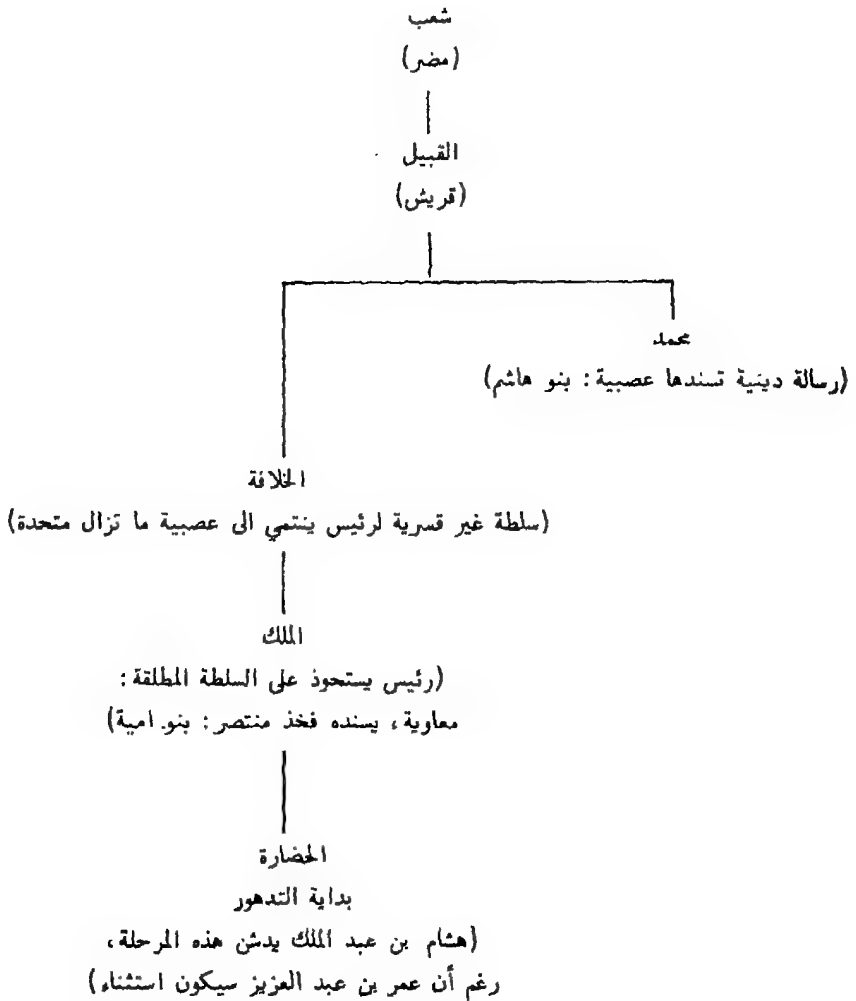 شعب
(مضر)
القبيل
(قريش)
محمد
(رسالة دينية تسندها عصبية: بنو هاشم)
الخلافة
(سلطة غير قسرية لرئيس ينتمي الى عصبية ما تزال متحدة)
الملك
(رئيس يستحوذ على السلطة المطلقة:
معاوية، يسنده فخذ منتصر: بنو امية)
الحضارة
بداية التدهور
(هشام بن عبد الملك يدشن هذه المرحلة،
رغم أن عمر بن عبد العزيز سيكون استثناء)